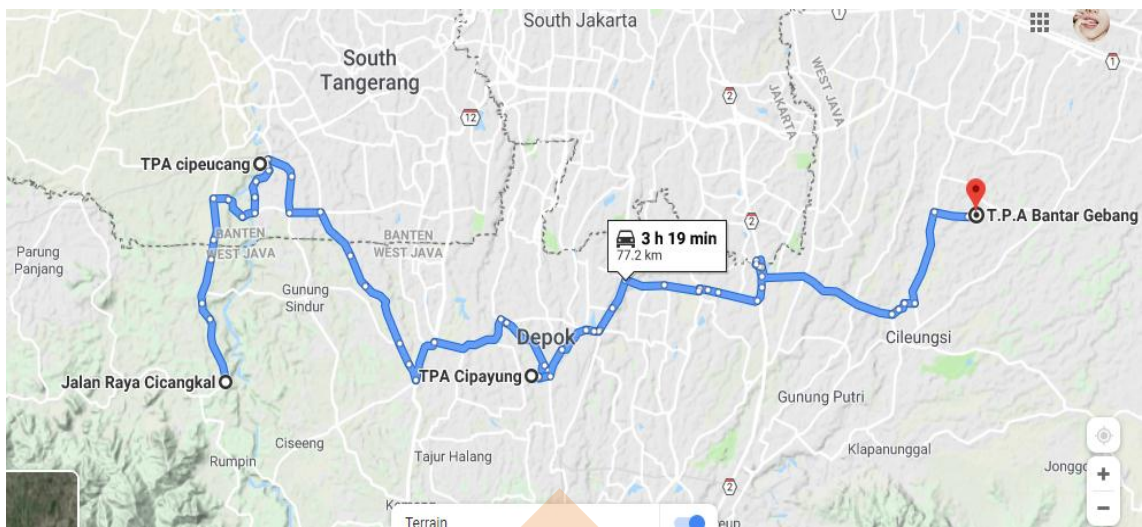 South Jakarta
South
Tangerang
1
1
2
12
JAKARTA
WEST JAVA
TPA cipeucang
T.P.A Bantar Gebang
BANTEN
WEST JAVA
BANTEN
WEST JAVA
2
3 h 19 min
77.2 km
Parung
Panjang
Gunung
Sindur
Depok
Cileungsi
Jalan Raya Cicangkal
TPA Cipayung
Gunung Putri
Ciseeng
Klapanunggal
Rumpin
Tajur Halang
Jongg
2
Terrain
eup